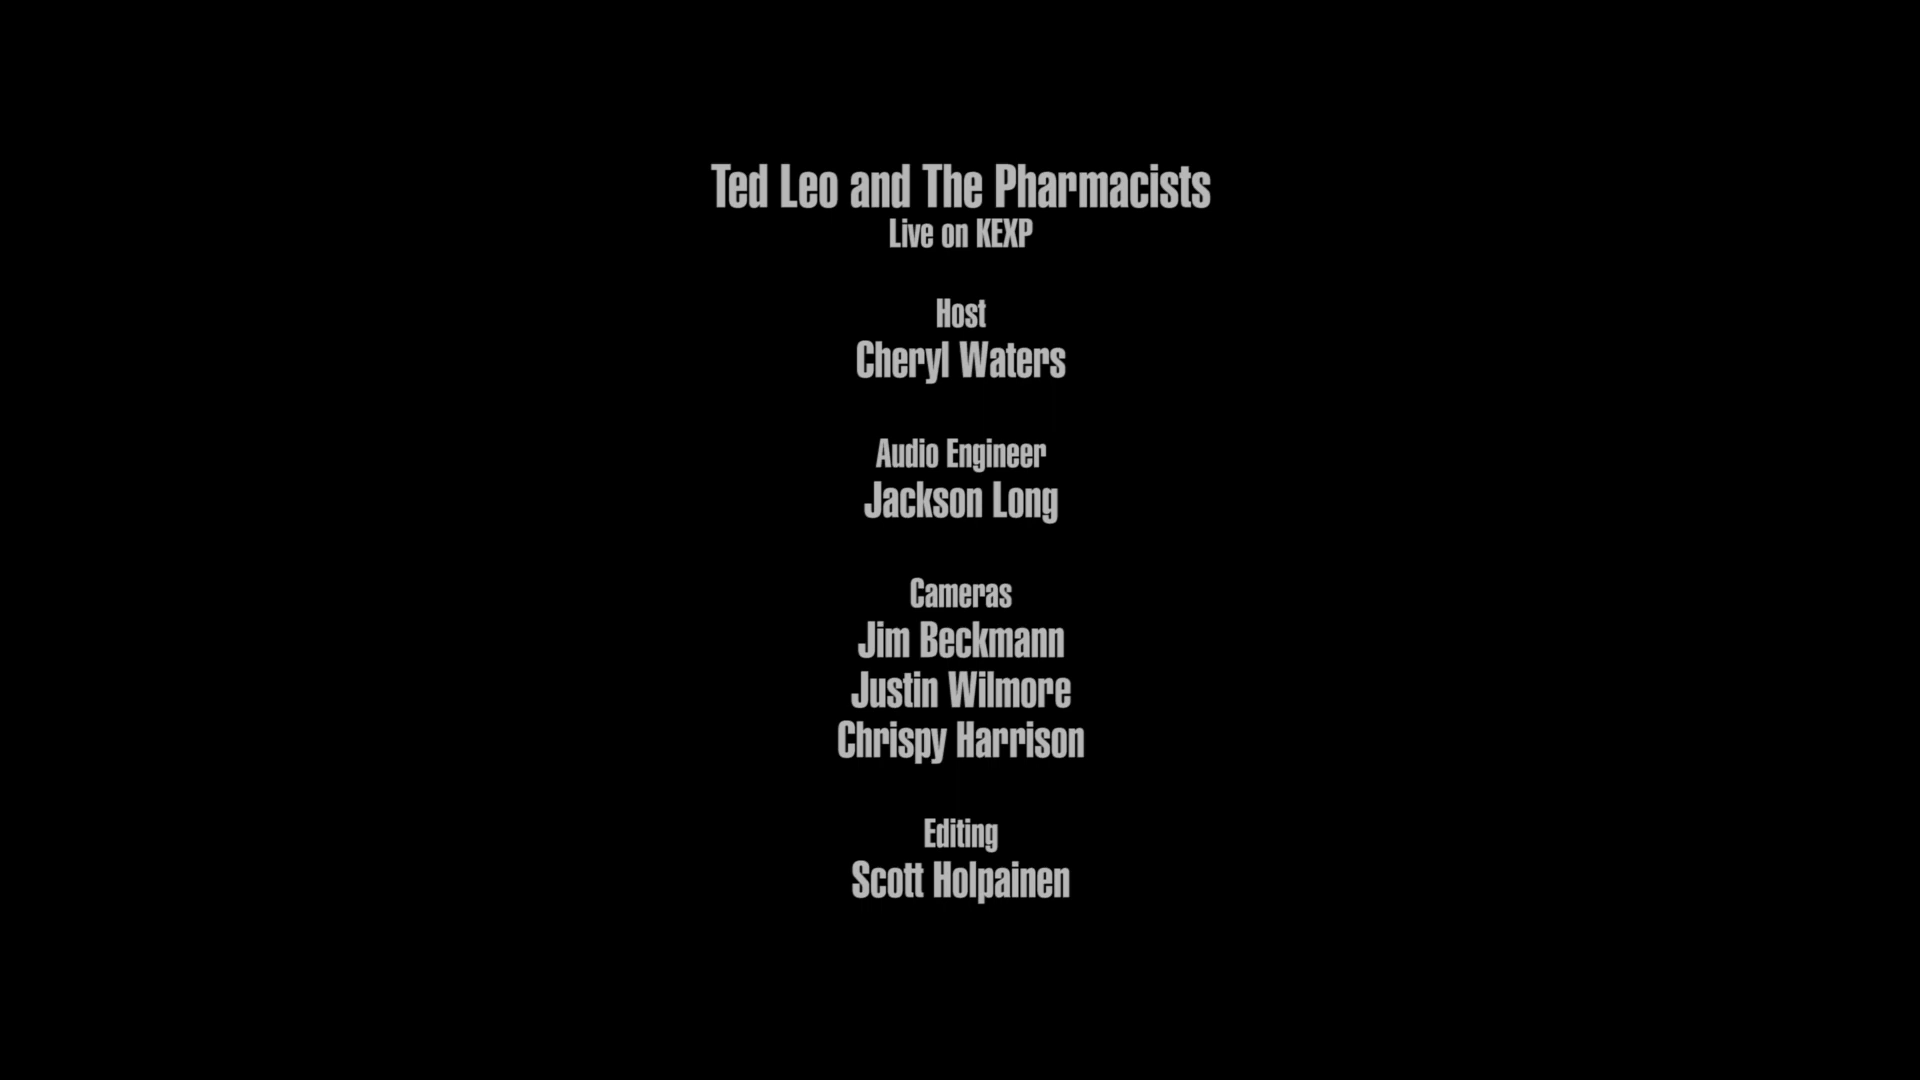 Ted Leo and The Pharmacists
Live on KEXP
Host
Cheryl Waters
Audio Engineer
Jackson Long
Cameras
Jim Beckmann
Justin Wilmore
Chrispy Harrison
Editing
Scott Holpainen